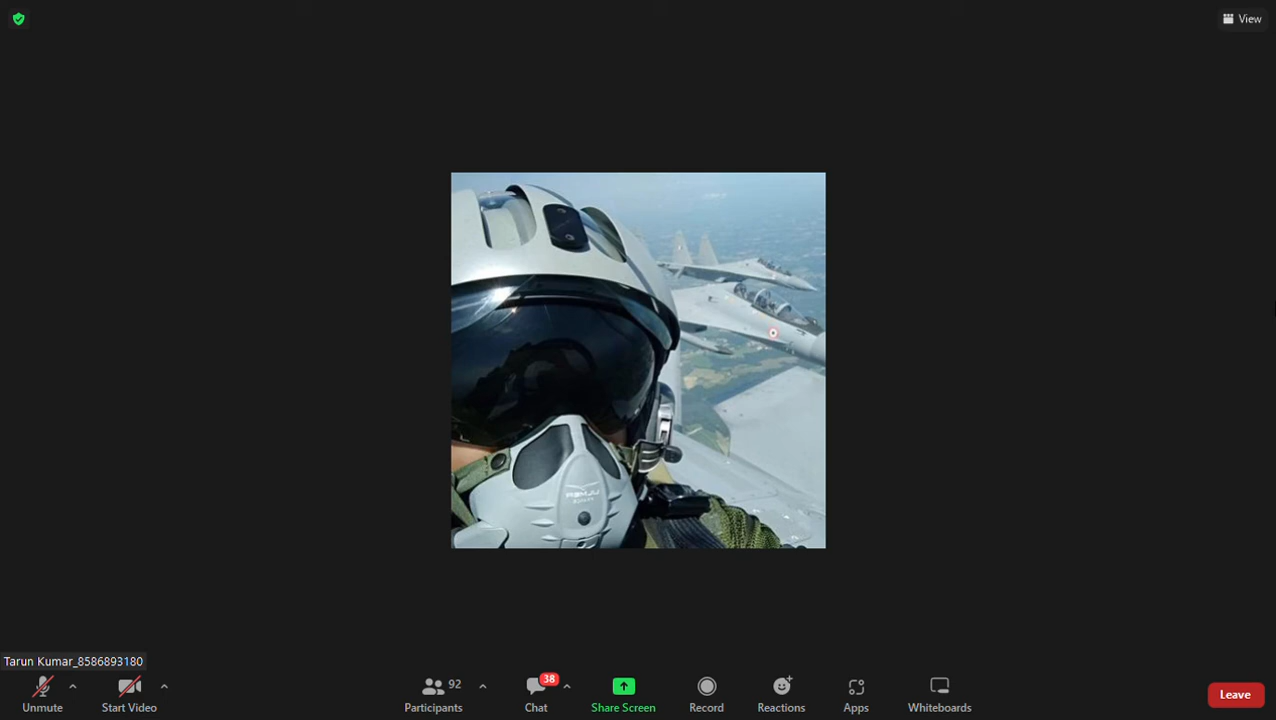 View
Tarun Kumar_8586893180
Unmute
Start Video
92
Participants
38
Chat
Share Screen
Record
Reactions
Apps
Whiteboards
Leave